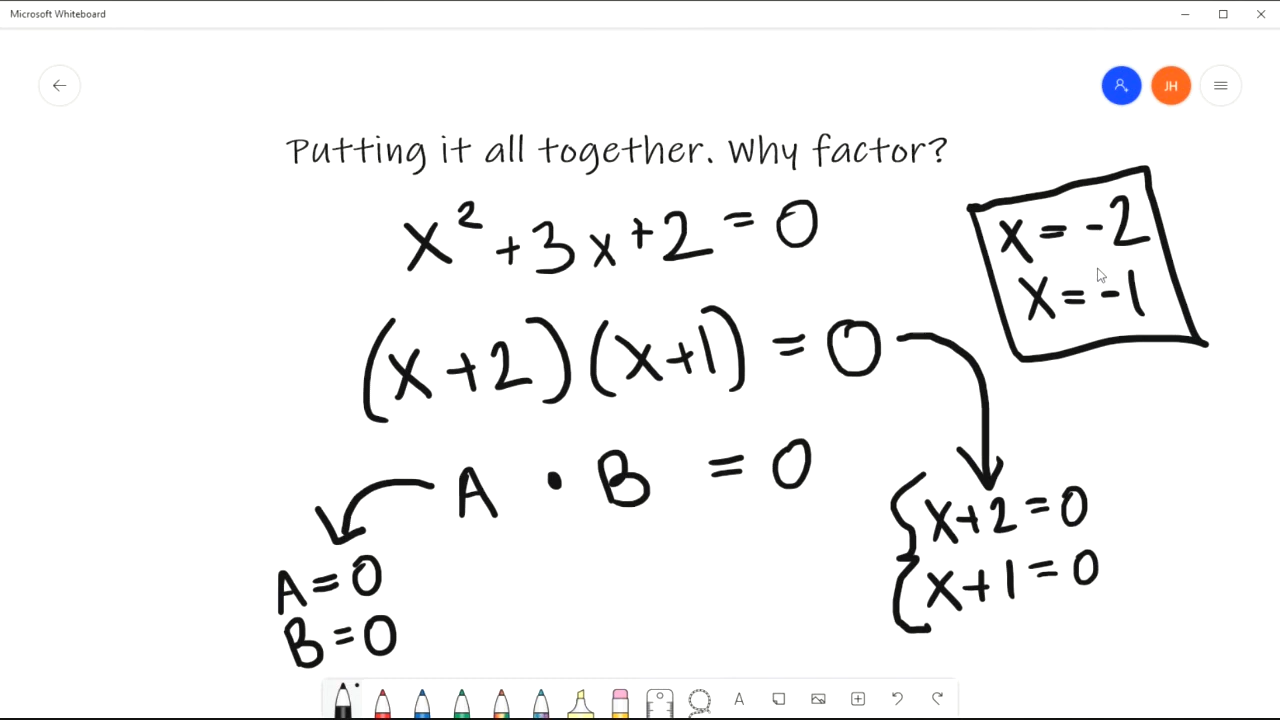 Microsoft Whiteboard
JH
Putting it all together. Why factor?
x² + 3x + 2 = 0
(x + 2)(x + 1) = 0
A · B = 0
A = 0
B = 0
x = -2
x = -1
x + 2 = 0
x + 1 = 0
A